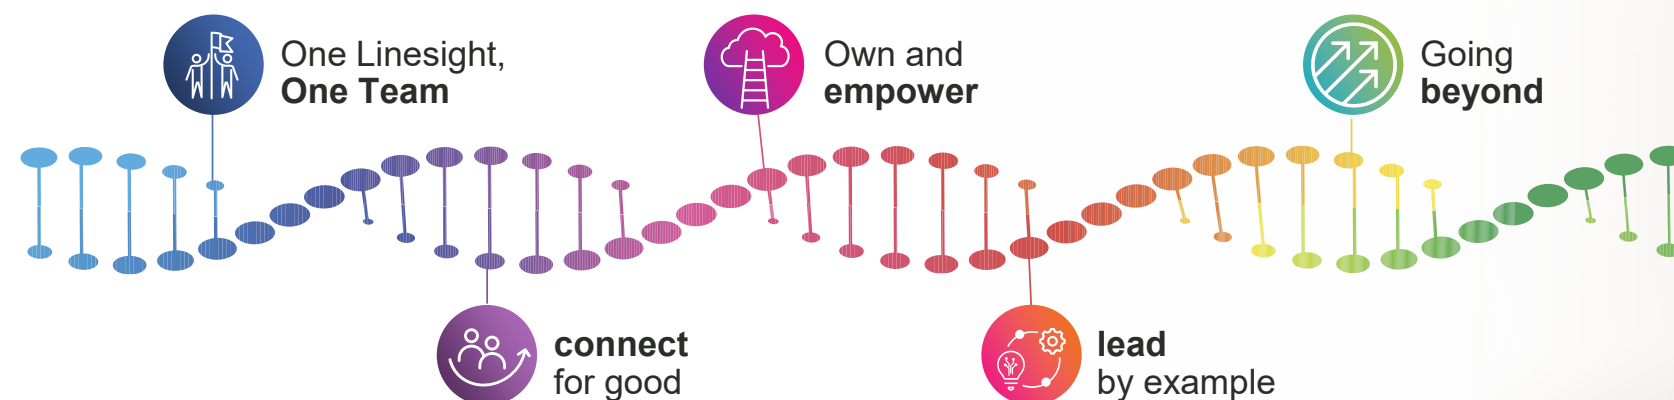 One Linesight,
One Team
Own and
empower
Going
beyond
connect
for good
lead
by example